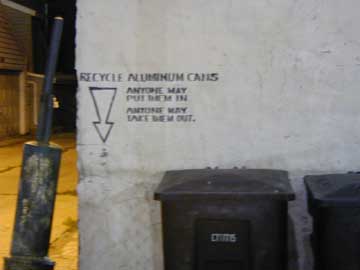 RECYCLE ALUMINUM CANS
ANYONE MAY
PUT THEM IN.
ANYONE MAY
TAKE THEM OUT.